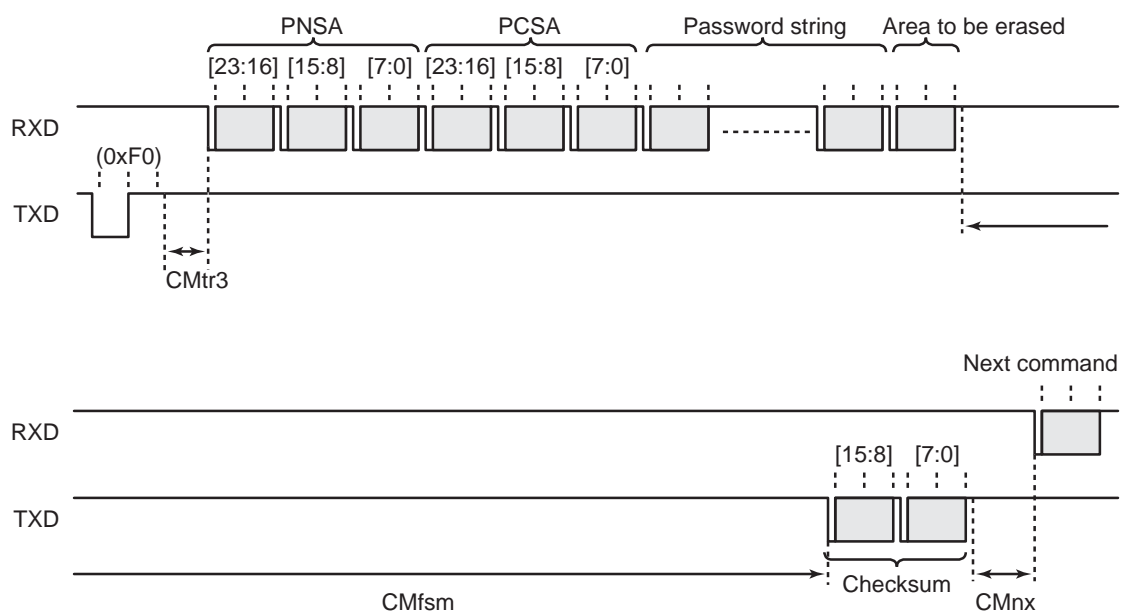 PNSA PCSA Password string Area to be erased
[23:16] [15:8] [7:0] [23:16] [15:8] [7:0]
RXD
(0xF0)
TXD
CMtr3
Next command
RXD
[15:8] [7:0]
TXD
Checksum
CMfsm CMnx